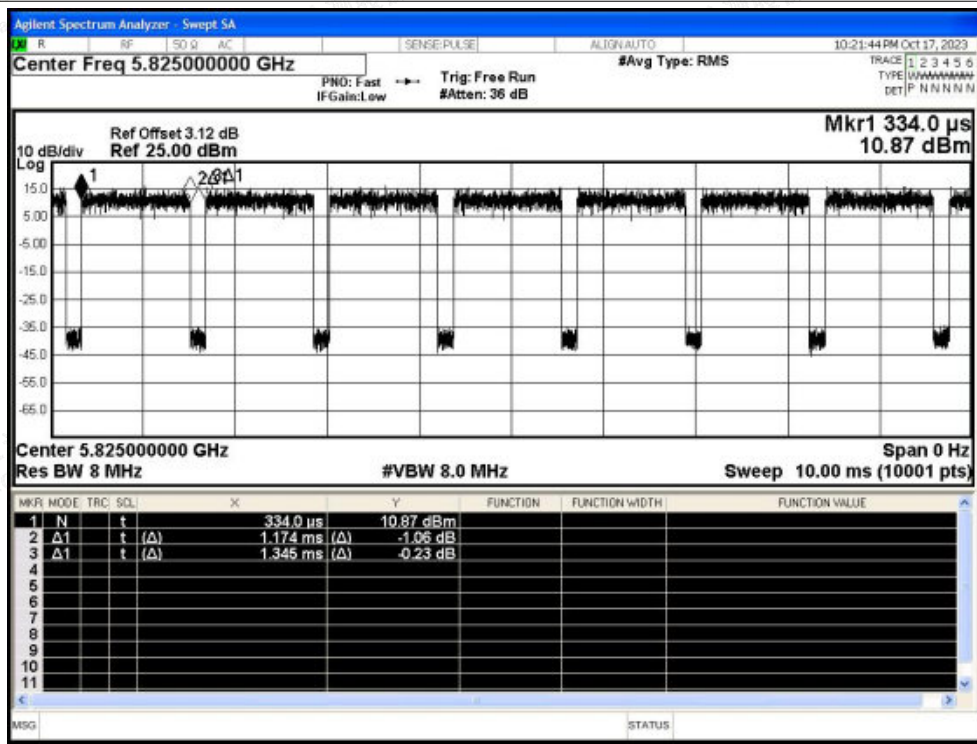 Agilent Spectrum Analyzer - Swept SA
R RF 50 Ω AC SENSE:PULSE ALIGN AUTO 10:21:44 PM Oct 17, 2023
Center Freq 5.825000000 GHz #Avg Type: RMS TRACE 1 2 3 4 5 6
PNO: Fast Trig: Free Run TYPE
IFGain:Low #Atten: 36 dB DET P N N N N N
Mkr1 334.0 µs
Ref Offset 3.12 dB
10 dB/div Ref 25.00 dBm 10.87 dBm
Log
1 2Δ1 3Δ1
15.0
5.00
-5.00
-15.0
-25.0
-35.0
-45.0
-55.0
-65.0
Center 5.825000000 GHz Span 0 Hz
Res BW 8 MHz #VBW 8.0 MHz Sweep 10.00 ms (10001 pts)
MKR MODE TRC SCL X Y FUNCTION FUNCTION WIDTH FUNCTION VALUE
1 N t 334.0 µs 10.87 dBm
2 Δ1 t (Δ) 1.174 ms (Δ) -1.06 dB
3 Δ1 t (Δ) 1.345 ms (Δ) -0.23 dB
4
5
6
7
8
9
10
11
MSG STATUS